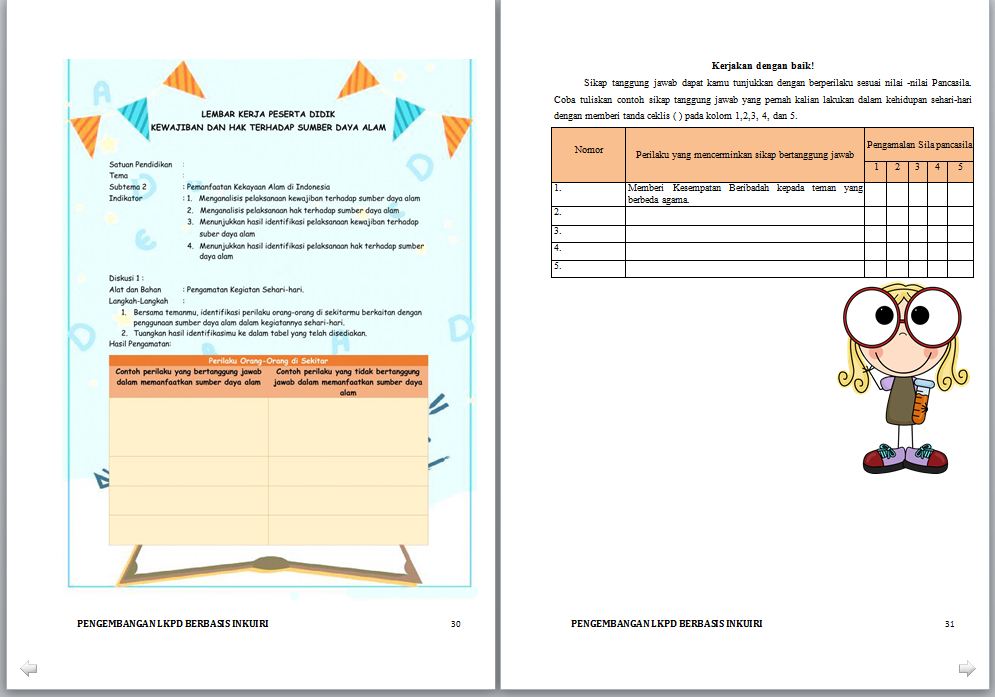 LEMBAR KERJA PESERTA DIDIK
KEWAJIBAN DAN HAK TERHADAP SUMBER DAYA ALAM
Satuan Pendidikan :
Tema :
Subtema 2 : Pemanfaatan Kekayaan Alam di Indonesia
Indikator : 1. Menganalisis pelaksanaan kewajiban terhadap sumber daya alam
2. Menganalisis pelaksanaan hak terhadap sumber daya alam
3. Menunjukkan hasil identifikasi pelaksanaan kewajiban terhadap
suber daya alam
4. Menunjukkan hasil identifikasi pelaksanaan hak terhadap sumber
daya alam
Diskusi 1 :
Alat dan Bahan : Pengamatan Kegiatan Sehari-hari.
Langkah-Langkah :
1. Bersama temanmu, identifikasi perilaku orang-orang di sekitarmu berkaitan dengan
penggunaan sumber daya alam dalam kegiatannya sehari-hari.
2. Tuangkan hasil identifikasimu ke dalam tabel yang telah disediakan.
Hasil Pengamatan:
Perilaku Orang-Orang di Sekitar
Contoh perilaku yang bertanggung jawab
dalam memanfaatkan sumber daya alam
Contoh perilaku yang tidak bertanggung
jawab dalam memanfaatkan sumber daya
alam
PENGEMBANGAN LKPD BERBASIS INKUIRI 30
Kerjakan dengan baik!
Sikap tanggung jawab dapat kamu tunjukkan dengan berperilaku sesuai nilai -nilai Pancasila.
Coba tuliskan contoh sikap tanggung jawab yang pernah kalian lakukan dalam kehidupan sehari-hari
dengan memberi tanda ceklis ( ) pada kolom 1,2,3, 4, dan 5.
Nomor
Perilaku yang mencerminkan sikap bertanggung jawab
Pengamalan Sila pancasila
1 2 3 4 5
1. Memberi Kesempatan Beribadah kepada teman yang
berbeda agama.
2.
3.
4.
5.
PENGEMBANGAN LKPD BERBASIS INKUIRI 31